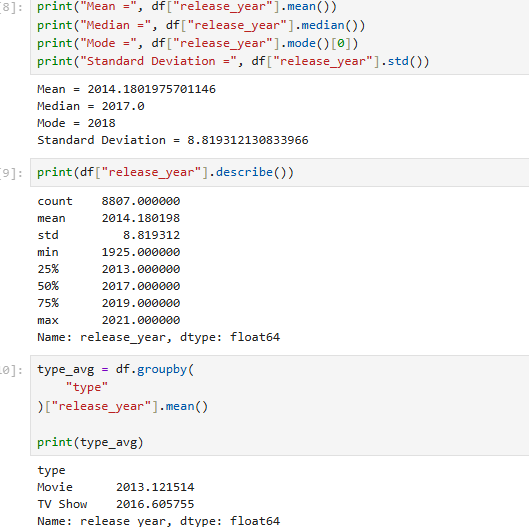 [8]: print("Mean =", df["release_year"].mean())
print("Median =", df["release_year"].median())
print("Mode =", df["release_year"].mode()[0])
print("Standard Deviation =", df["release_year"].std())
Mean = 2014.1801975701146
Median = 2017.0
Mode = 2018
Standard Deviation = 8.819312130833966
[9]: print(df["release_year"].describe())
count    8807.000000
mean     2014.180198
std         8.819312
min      1925.000000
25%      2013.000000
50%      2017.000000
75%      2019.000000
max      2021.000000
Name: release_year, dtype: float64
10]: type_avg = df.groupby(
    "type"
)["release_year"].mean()
print(type_avg)
type
Movie      2013.121514
TV Show    2016.605755
Name: release_year, dtype: float64